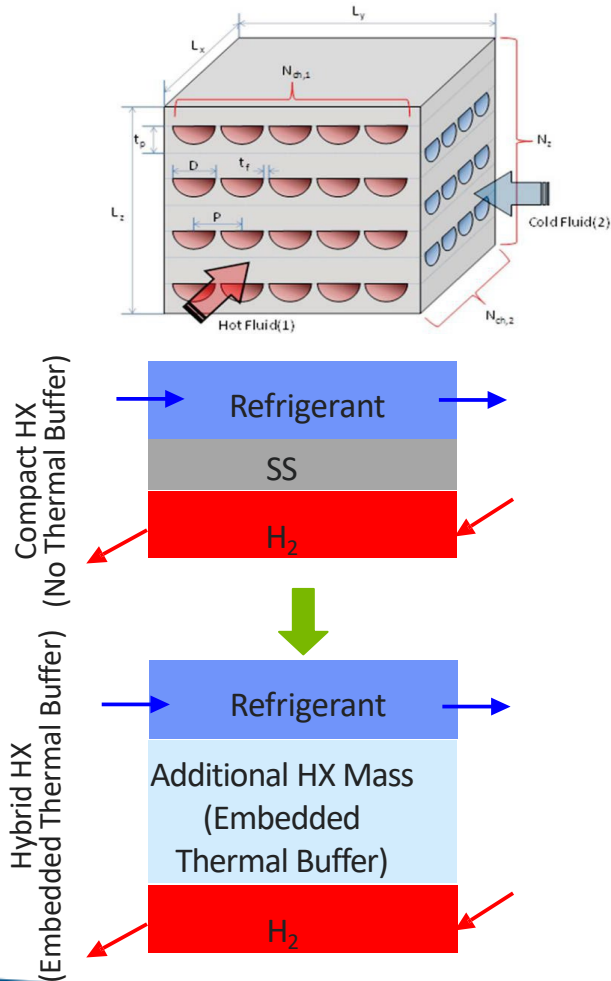 Lx
Ly
Nch,1
tp
D
tf
Nz
Lz
P
Cold Fluid(2)
Hot Fluid(1)
Nch,2
Compact HX
(No Thermal Buffer)
Refrigerant
SS
H2
Hybrid HX
(Embedded Thermal Buffer)
Refrigerant
Additional HX Mass
(Embedded
Thermal Buffer)
H2